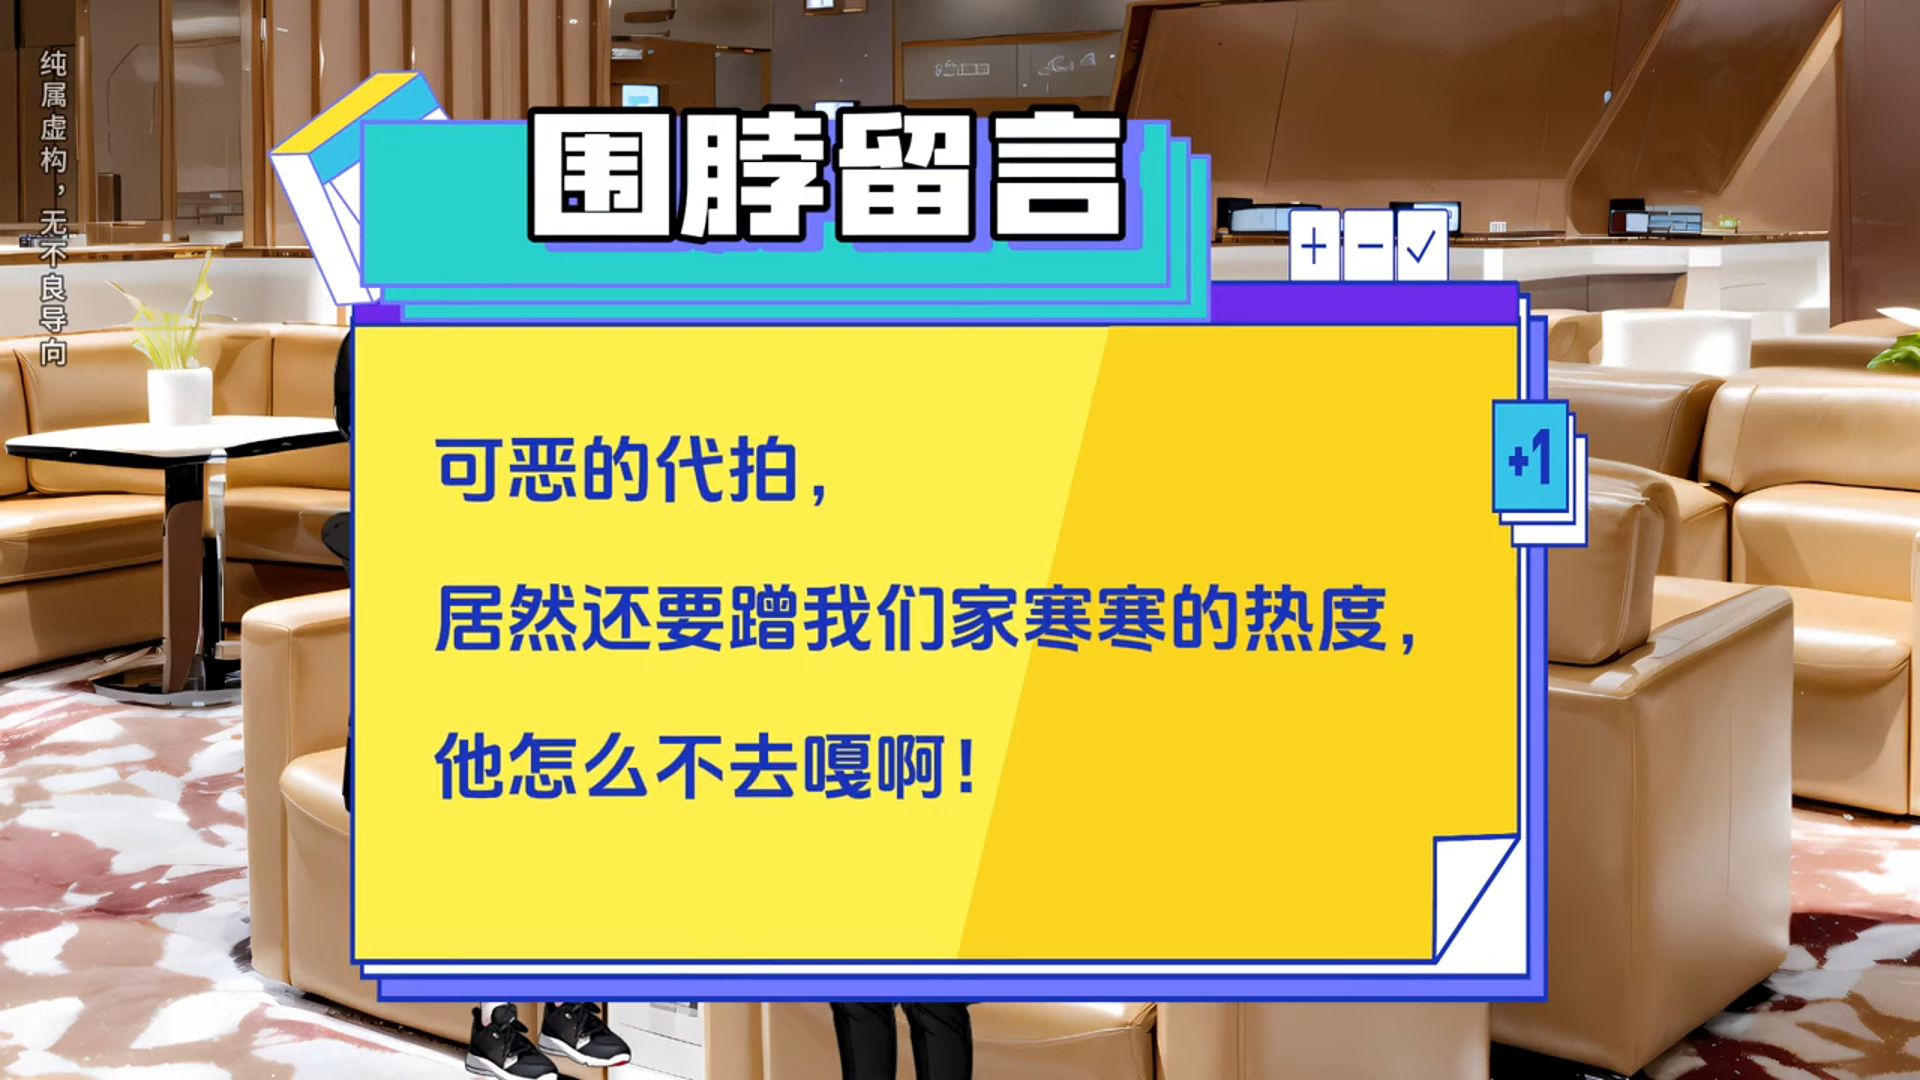 纯属虚构，无不良导向
围脖留言
+ − ✓
+1
可恶的代拍，
居然还要蹭我们家寒寒的热度，
他怎么不去嘎啊！